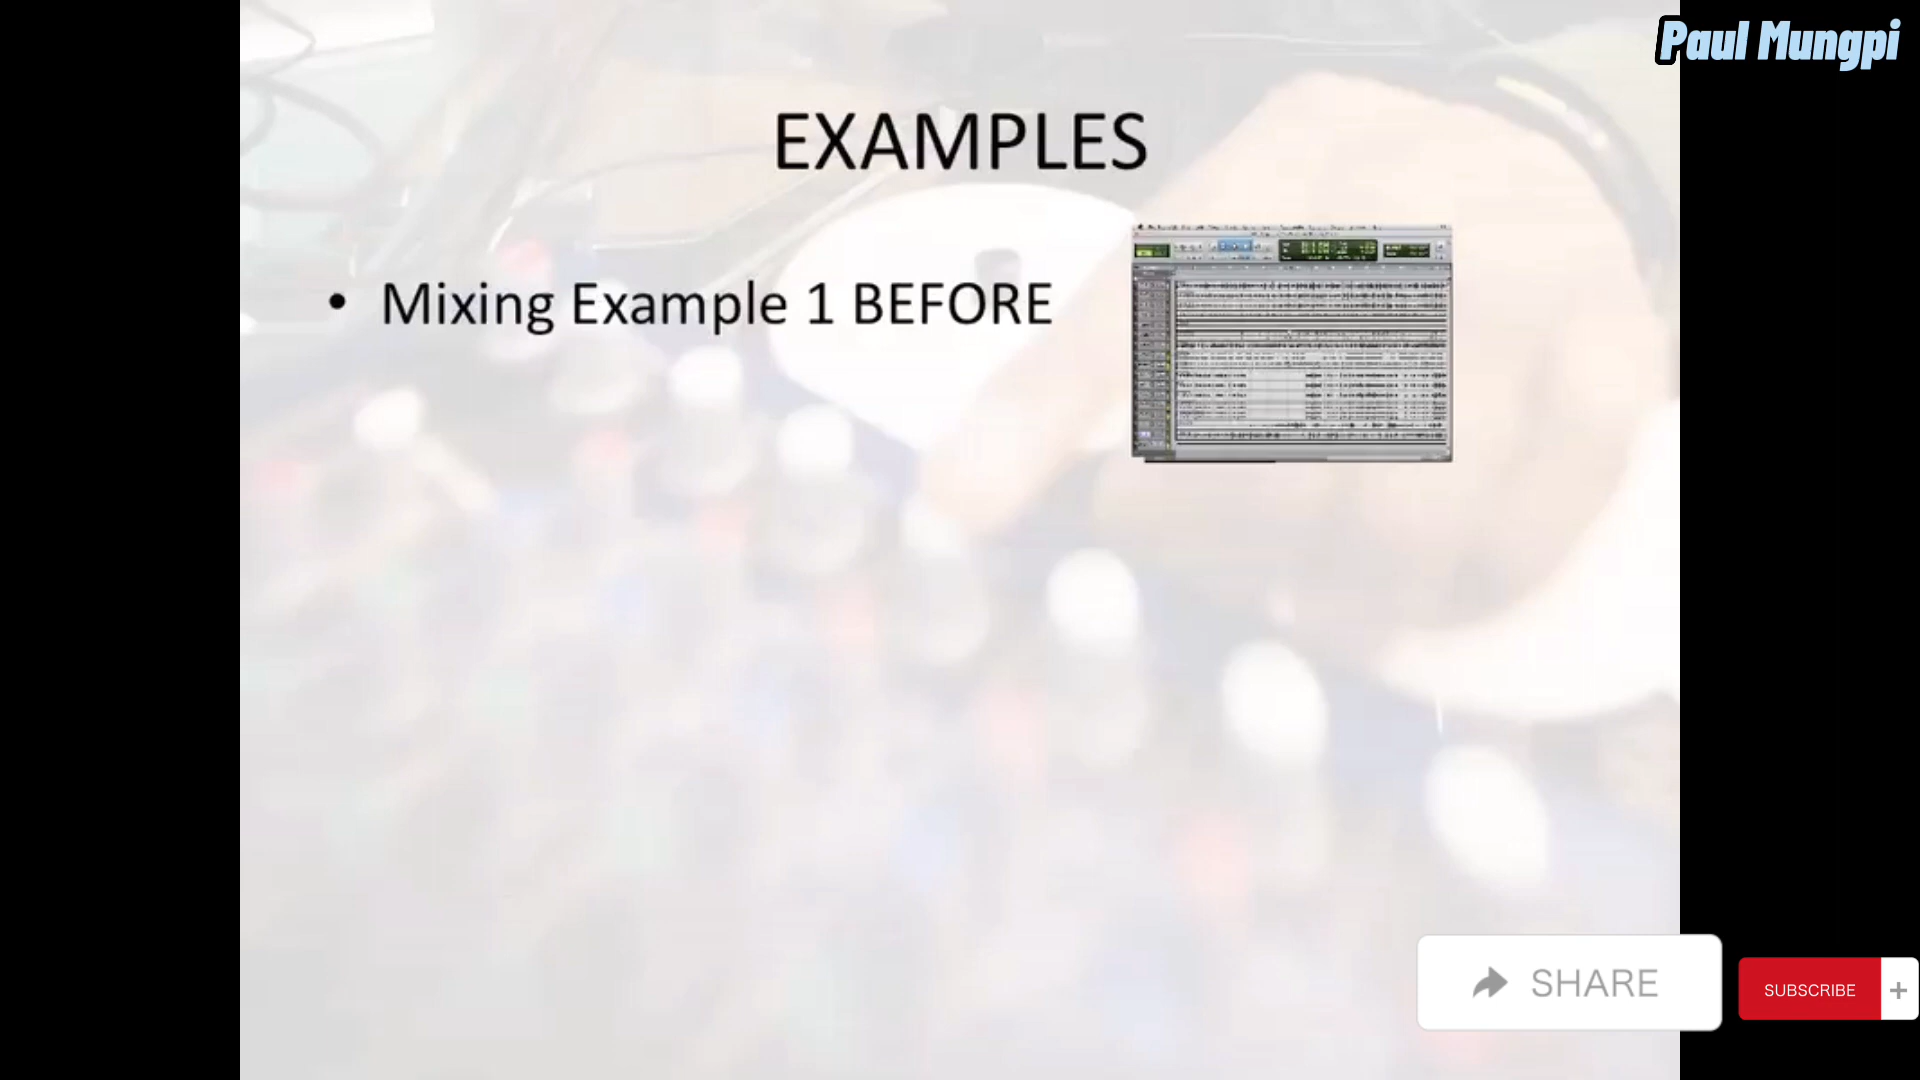 Paul Mungpi
EXAMPLES
• Mixing Example 1 BEFORE
SHARE
SUBSCRIBE +